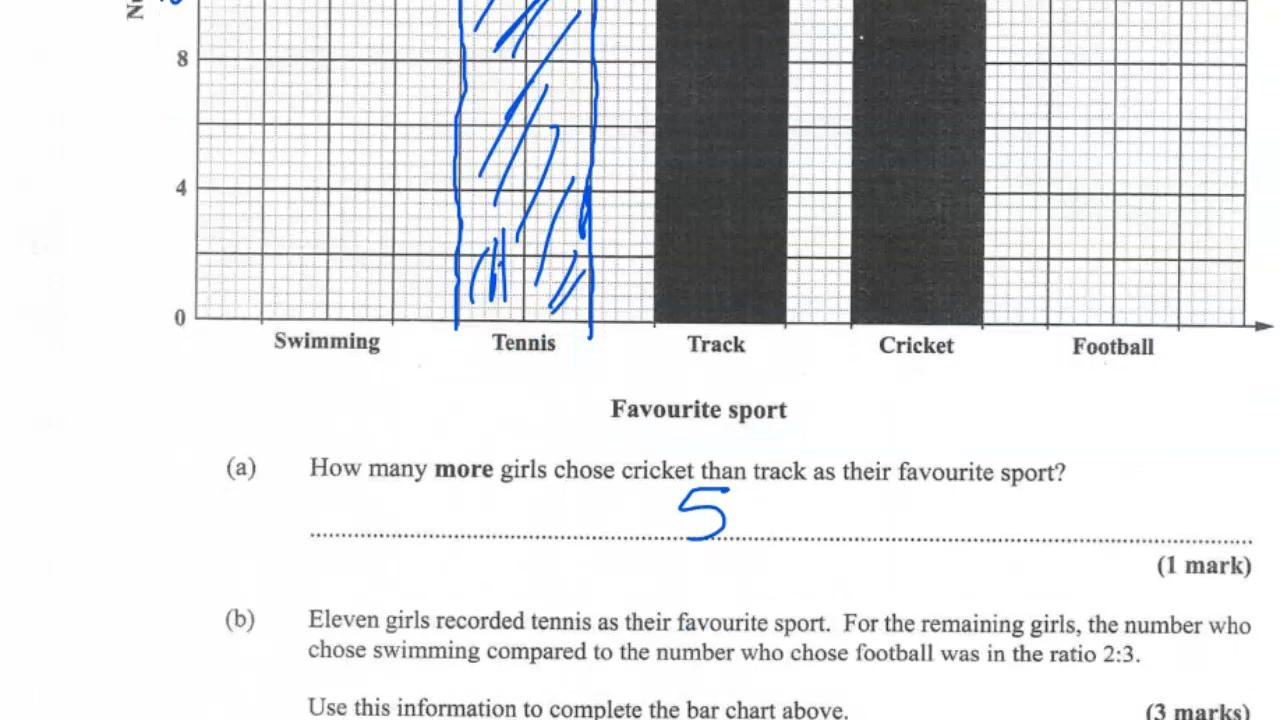 8
4
0
Swimming Tennis Track Cricket Football
Favourite sport
(a) How many more girls chose cricket than track as their favourite sport?
5
(1 mark)
(b) Eleven girls recorded tennis as their favourite sport. For the remaining girls, the number who
chose swimming compared to the number who chose football was in the ratio 2:3.
Use this information to complete the bar chart above. (3 marks)